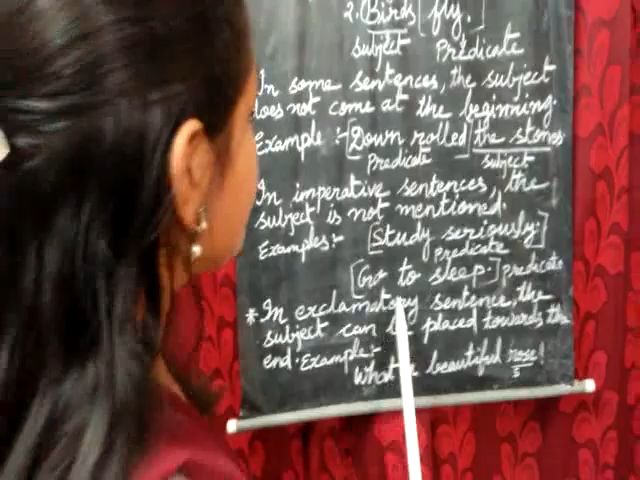 2. Birds [fly.]
subject Predicate
In some sentences, the subject
does not come at the beginning.
Example :- [Down rolled] the stones
Predicate subject
In imperative sentences, the
subject is not mentioned.
Examples:- [Study seriously.]
Predicate
[Go to sleep.] predicate
* In exclamatory sentence, the
subject can be placed towards the
end. Example:-
What a beautiful rose!
S